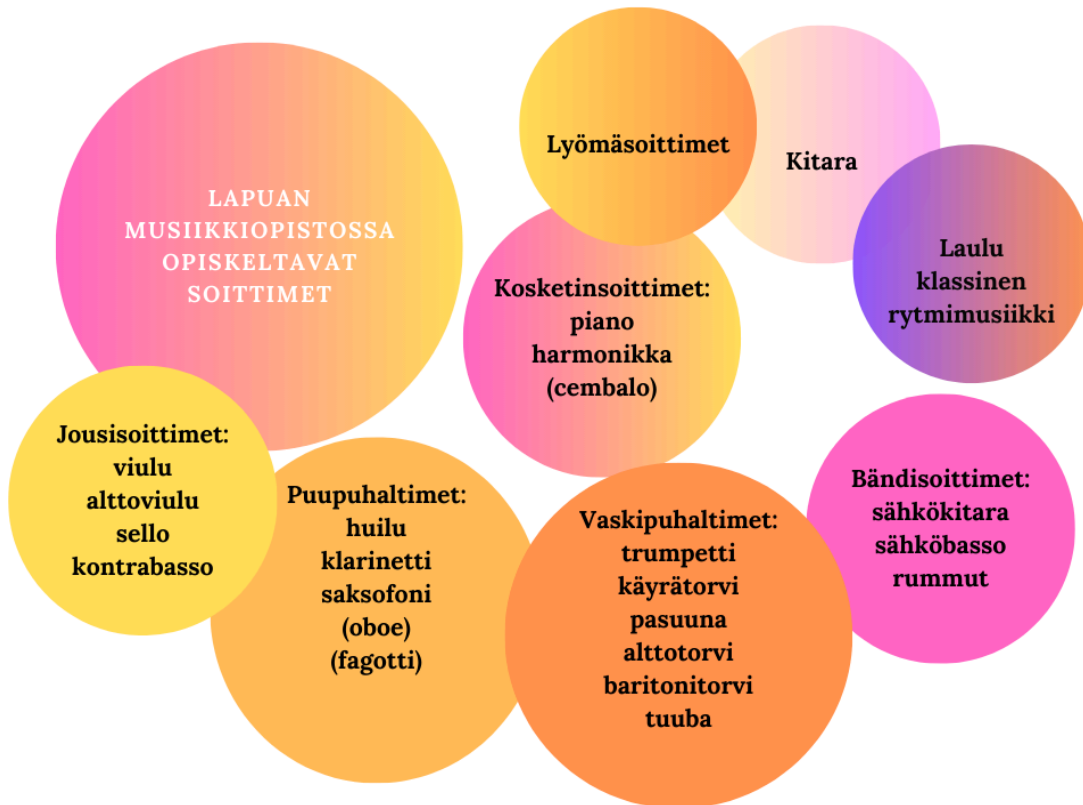 LAPUAN
MUSIIKKIOPISTOSSA
OPISKELTAVAT
SOITTIMET
Lyömäsoittimet
Kitara
Laulu
klassinen
rytmimusiikki
Kosketinsoittimet:
piano
harmonikka
(cembalo)
Jousisoittimet:
viulu
alttoviulu
sello
kontrabasso
Puupuhaltimet:
huilu
klarinetti
saksofoni
(oboe)
(fagotti)
Vaskipuhaltimet:
trumpetti
käyrätorvi
pasuuna
alttotorvi
baritonitorvi
tuuba
Bändisoittimet:
sähkökitara
sähköbasso
rummut